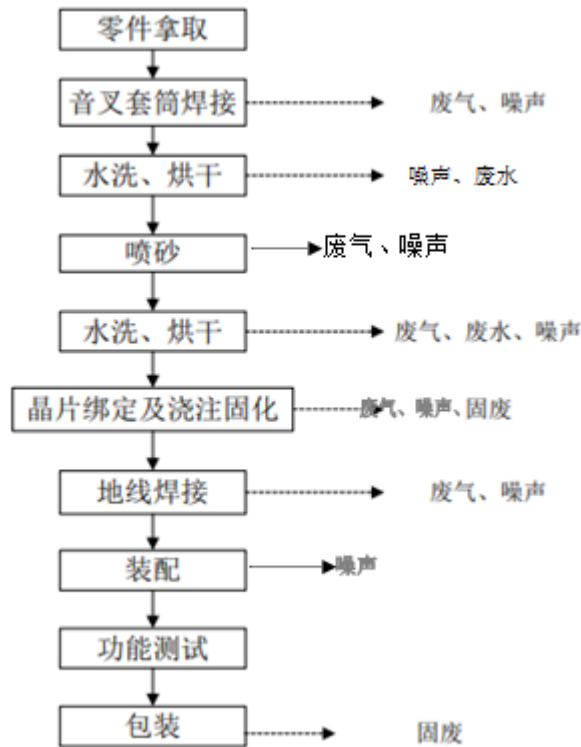 零件拿取
音叉套筒焊接 废气、噪声
水洗、烘干 噪声、废水
喷砂 废气、噪声
水洗、烘干 废气、废水、噪声
晶片绑定及浇注固化 废气、噪声、固废
地线焊接 废气、噪声
装配 噪声
功能测试
包装 固废